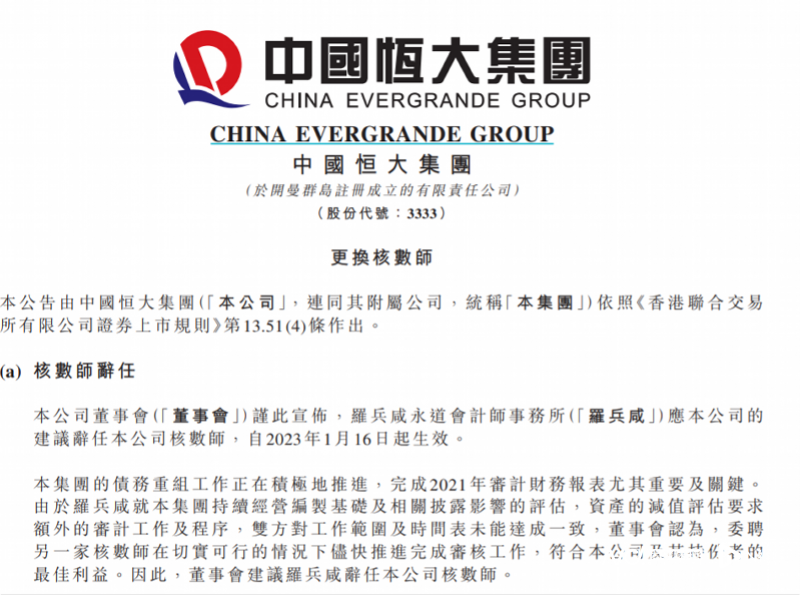 中國恆大集團
CHINA EVERGRANDE GROUP
CHINA EVERGRANDE GROUP
中國恒大集團
(於開曼群島註冊成立的有限責任公司)
(股份代號：3333)
更換核數師
本公告由中國恒大集團(「本公司」，連同其附屬公司，統稱「本集團」)依照《香港聯合交易
所有限公司證券上市規則》第13.51(4)條作出。
(a) 核數師辭任
本公司董事會(「董事會」)謹此宣佈，羅兵咸永道會計師事務所(「羅兵咸」)應本公司的
建議辭任本公司核數師，自2023年1月16日起生效。
本集團的債務重組工作正在積極地推進，完成2021年審計財務報表尤其重要及關鍵。
由於羅兵咸就本集團持續經營編製基礎及相關披露影響的評估，資產的減值評估要求
額外的審計工作及程序，雙方對工作範圍及時間表未能達成一致，董事會認為，委聘
另一家核數師在切實可行的情況下儘快推進完成審核工作，符合本公司及其持份者的
最佳利益。因此，董事會建議羅兵咸辭任本公司核數師。